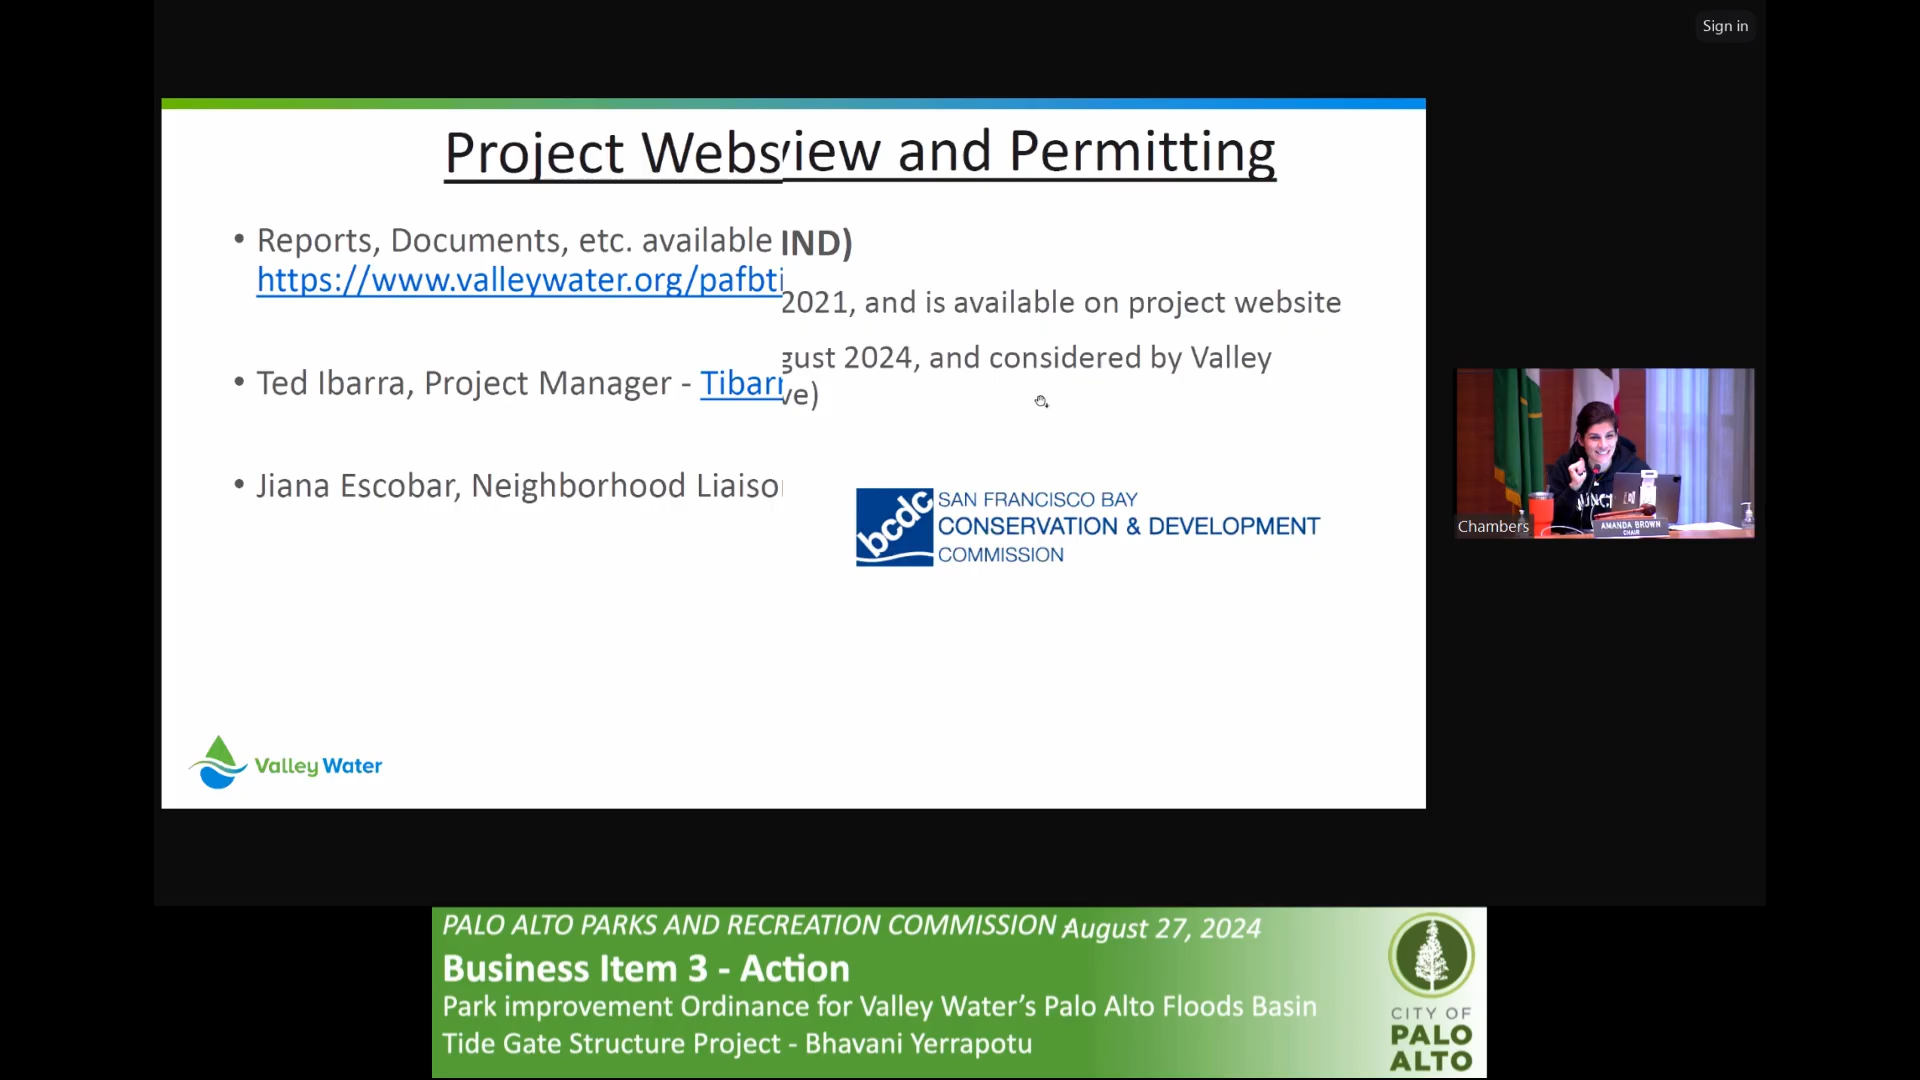 Sign in
Project Websview and Permitting
• Reports, Documents, etc. available IND)
https://www.valleywater.org/pafbti
2021, and is available on project website
gust 2024, and considered by Valley
• Ted Ibarra, Project Manager - Tibarr
ve)
• Jiana Escobar, Neighborhood Liaiso
bcdc
SAN FRANCISCO BAY
CONSERVATION & DEVELOPMENT
COMMISSION
Valley Water
Chambers
AMANDA BROWN
CHAIR
PALO ALTO PARKS AND RECREATION COMMISSION August 27, 2024
Business Item 3 - Action
Park improvement Ordinance for Valley Water’s Palo Alto Floods Basin
Tide Gate Structure Project - Bhavani Yerrapotu
CITY OF
PALO
ALTO